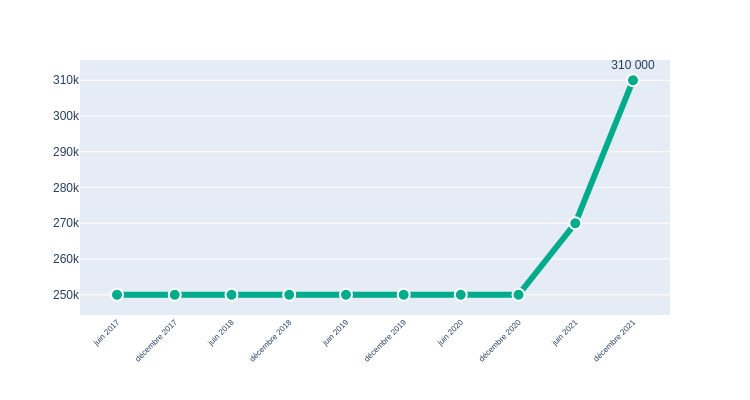 310 000
310k
300k
290k
280k
270k
260k
250k
juin 2017
décembre 2017
juin 2018
décembre 2018
juin 2019
décembre 2019
juin 2020
décembre 2020
juin 2021
décembre 2021